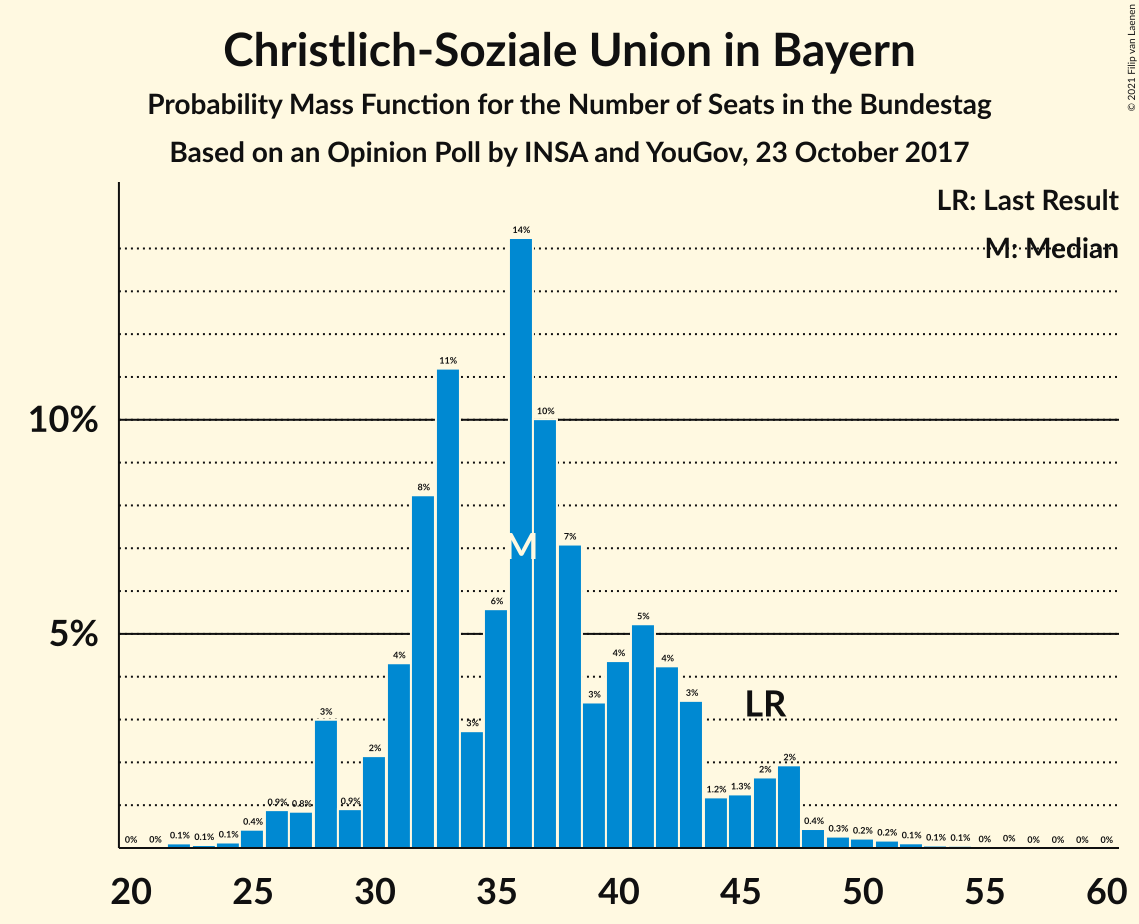 Christlich-Soziale Union in Bayern
Probability Mass Function for the Number of Seats in the Bundestag
Based on an Opinion Poll by INSA and YouGov, 23 October 2017
© 2021 Filip van Laenen
LR: Last Result
M: Median
10%
5%
0% 0% 0.1% 0.1% 0.1% 0.4% 0.9% 0.8% 3% 0.9% 2% 4% 8% 11% 3% 6% 14% 10% 7% 3% 4% 5% 4% 3% 1.2% 1.3% 2% 2% 0.4% 0.3% 0.2% 0.2% 0.1% 0.1% 0.1% 0% 0% 0% 0% 0% 0%
M
LR
20 25 30 35 40 45 50 55 60